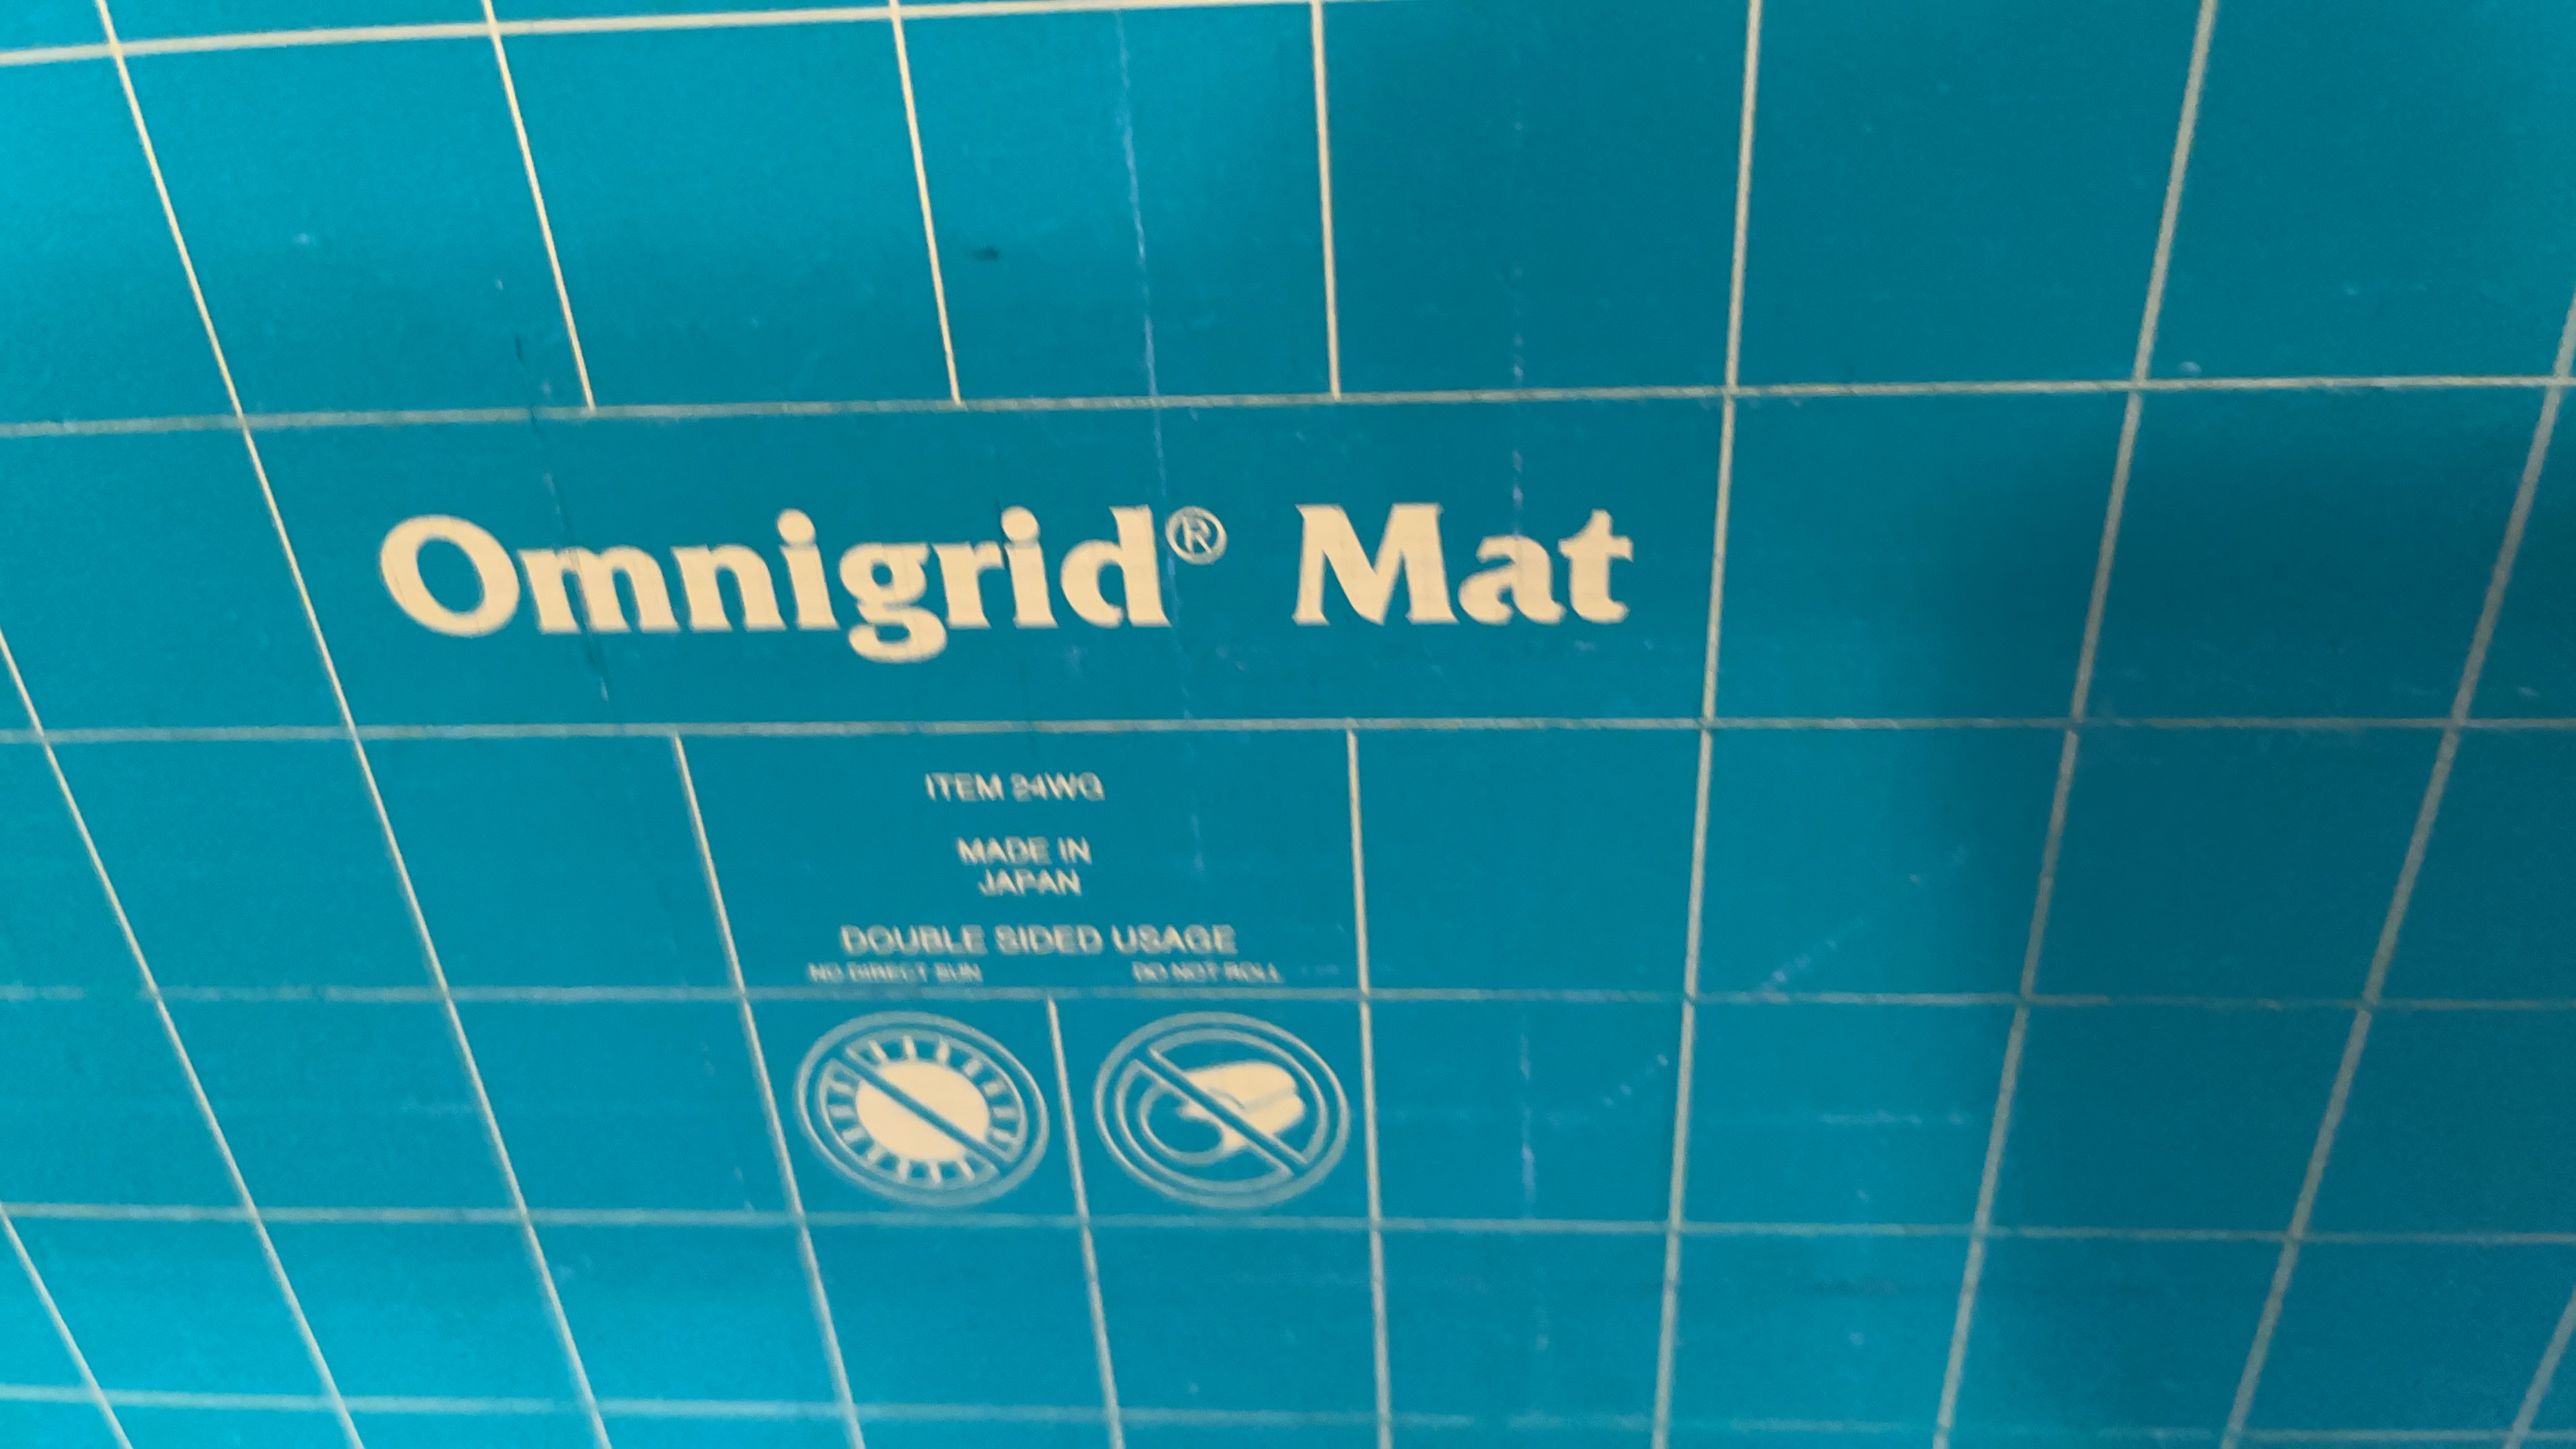 Omnigrid® Mat
ITEM 24WG
MADE IN
JAPAN
DOUBLE SIDED USAGE
NO DIRECT SUN
DO NOT ROLL